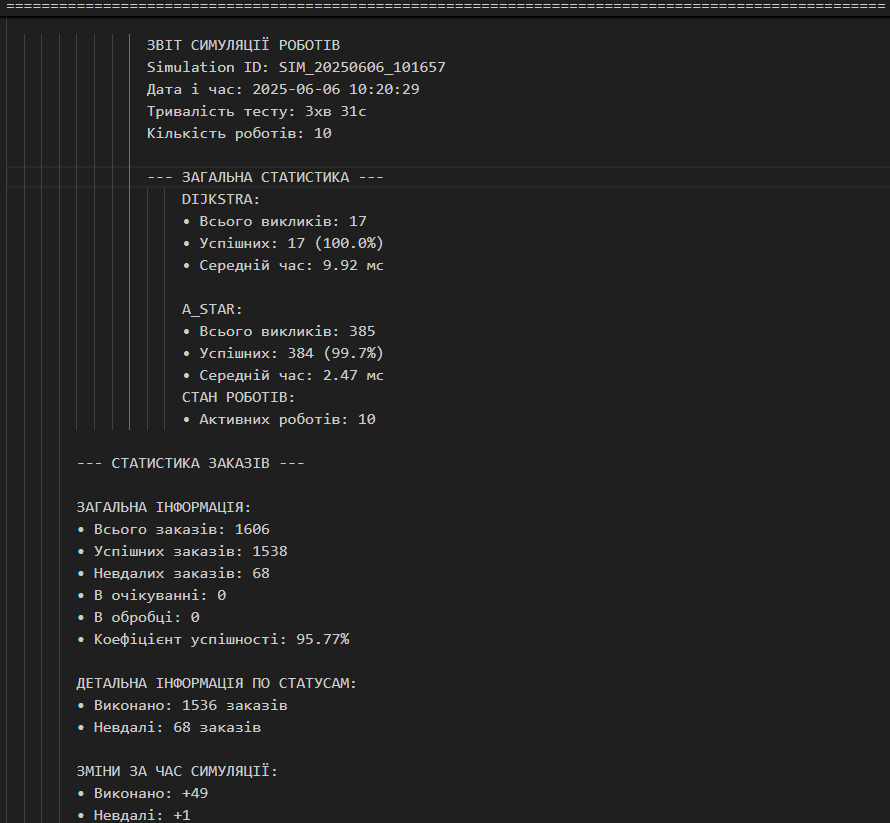 ================================================================================
ЗВІТ СИМУЛЯЦІЇ РОБОТІВ
Simulation ID: SIM_20250606_101657
Дата і час: 2025-06-06 10:20:29
Тривалість тесту: 3хв 31с
Кількість роботів: 10
--- ЗАГАЛЬНА СТАТИСТИКА ---
DIJKSTRA:
• Всього викликів: 17
• Успішних: 17 (100.0%)
• Середній час: 9.92 мс
A_STAR:
• Всього викликів: 385
• Успішних: 384 (99.7%)
• Середній час: 2.47 мс
СТАН РОБОТІВ:
• Активних роботів: 10
--- СТАТИСТИКА ЗАКАЗІВ ---
ЗАГАЛЬНА ІНФОРМАЦІЯ:
• Всього заказів: 1606
• Успішних заказів: 1538
• Невдалих заказів: 68
• В очікуванні: 0
• В обробці: 0
• Коефіцієнт успішності: 95.77%
ДЕТАЛЬНА ІНФОРМАЦІЯ ПО СТАТУСАМ:
• Виконано: 1536 заказів
• Невдалі: 68 заказів
ЗМІНИ ЗА ЧАС СИМУЛЯЦІЇ:
• Виконано: +49
• Невдалі: +1